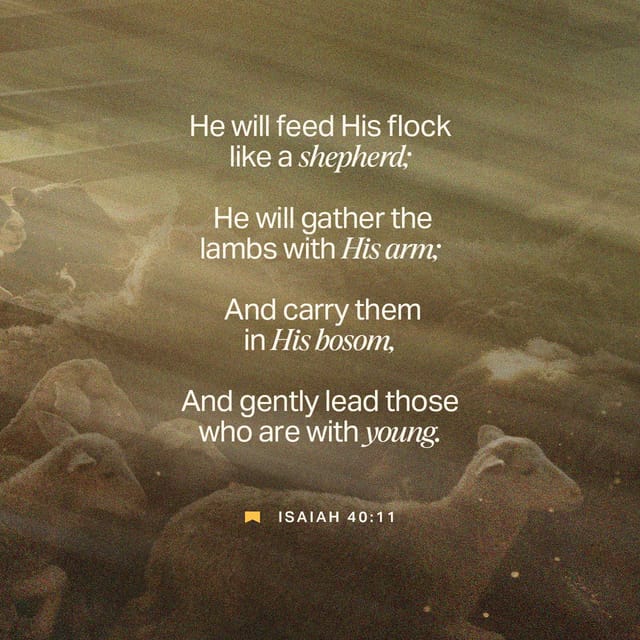 He will feed His flock
like a shepherd;
He will gather the
lambs with His arm;
And carry them
in His bosom,
And gently lead those
who are with young.
ISAIAH 40:11